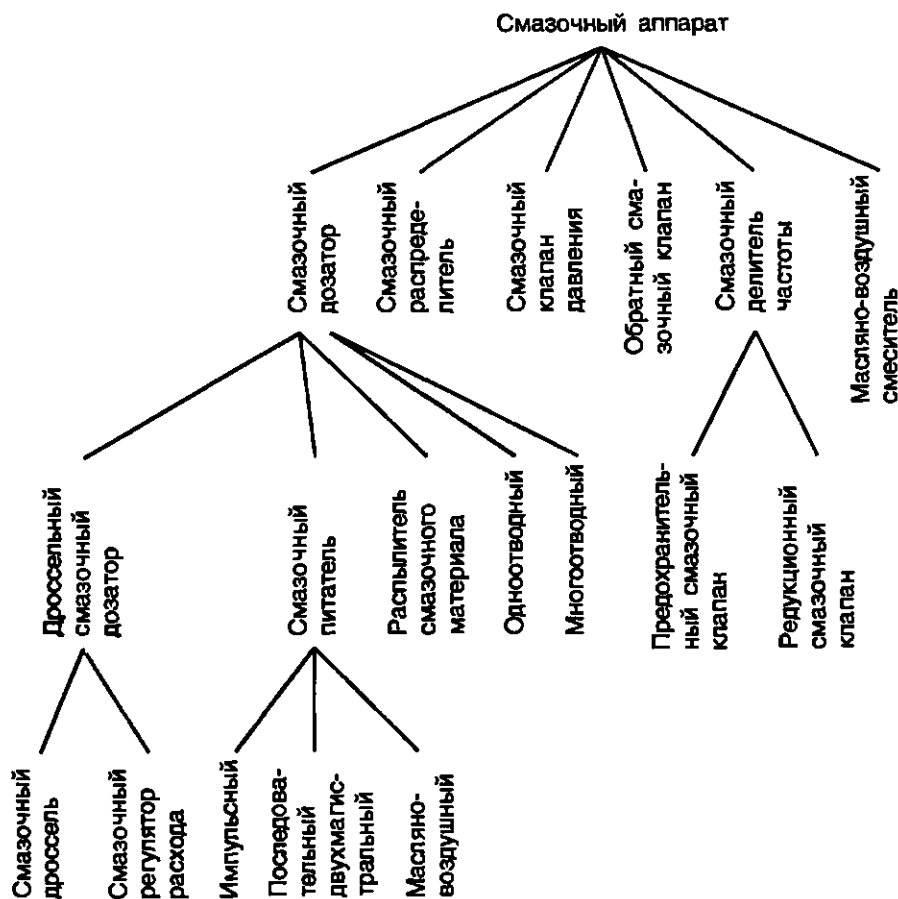 Смазочный аппарат
Смазочный
дозатор
Смазочный
распреде-
литель
Смазочный
клапан
давления
Обратный сма-
зочный клапан
Смазочный
делитель
частоты
Масляно-воздушный
смеситель
Дроссельный
смазочный
дозатор
Смазочный
питатель
Распылитель
смазочного
материала
Одноотводный
Многоотводный
Предохранитель-
ный смазочный
клапан
Редукционный
смазочный
клапан
Смазочный
дроссель
Смазочный
регулятор
расхода
Импульсный
Последова-
тельный
двухмагис-
тральный
Масляно-
воздушный